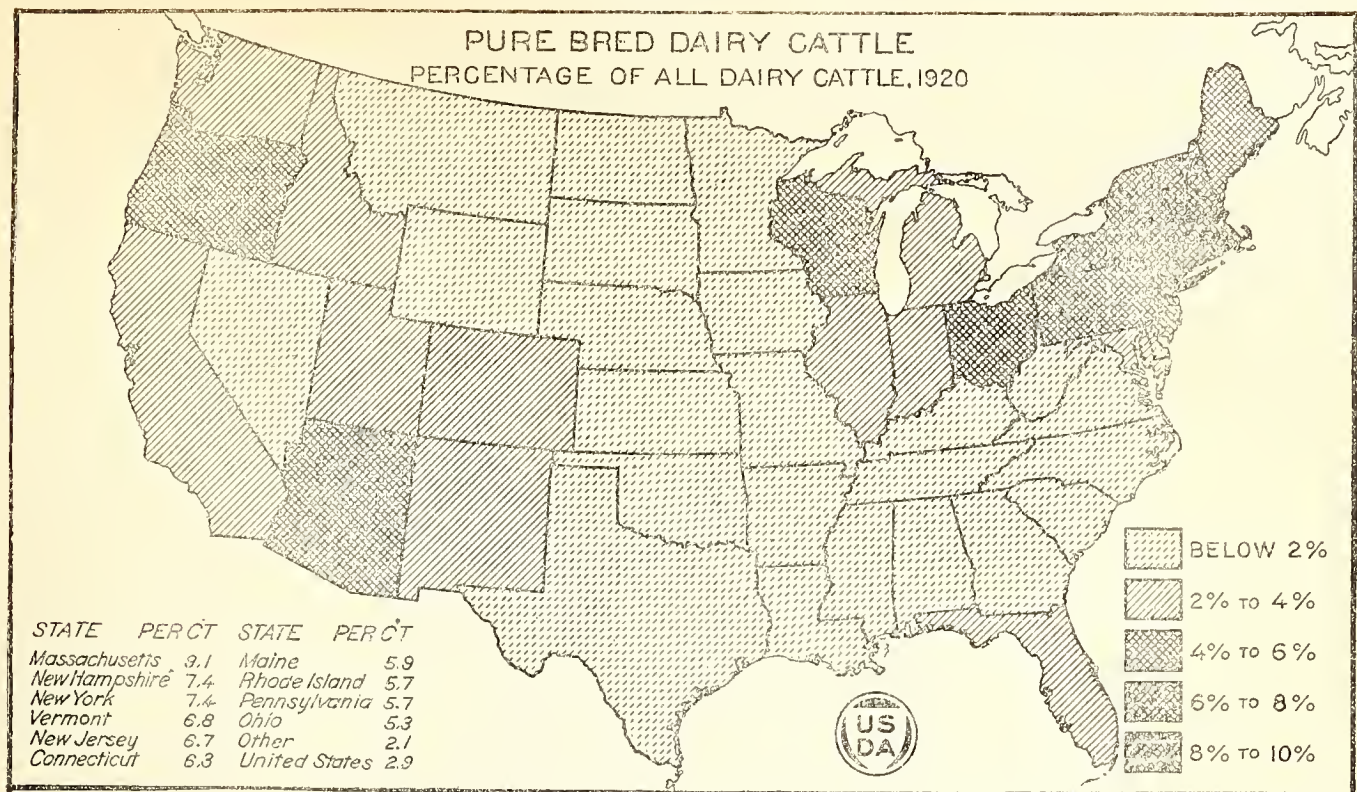 PURE BRED DAIRY CATTLE
PERCENTAGE OF ALL DAIRY CATTLE, 1920
BELOW 2%
2% TO 4%
4% TO 6%
6% TO 8%
8% TO 10%
STATE PER CT STATE PER CT
Massachusetts 9.1 Maine 5.9
New Hampshire 7.4 Rhode Island 5.7
New York 7.4 Pennsylvania 5.7
Vermont 6.8 Ohio 5.3
New Jersey 6.7 Other 2.1
Connecticut 6.3 United States 2.9
US
DA